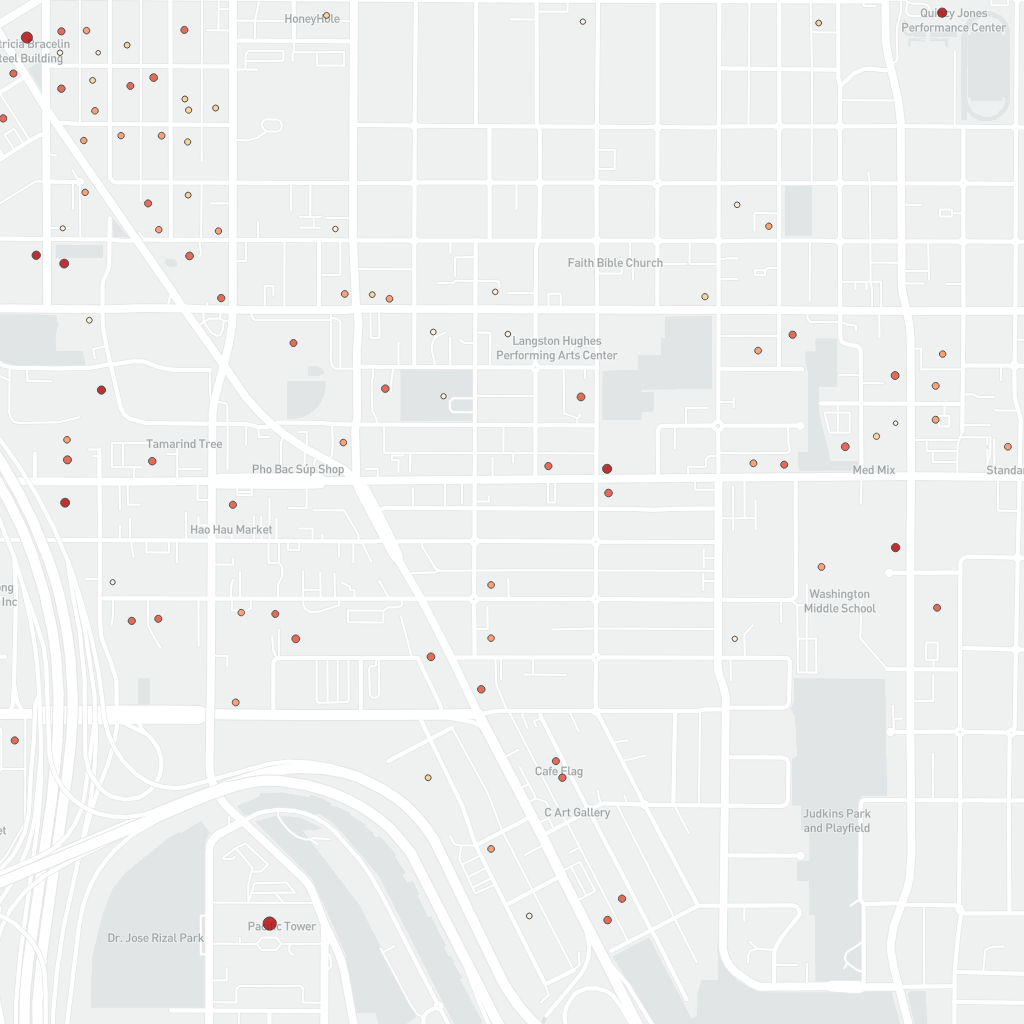 HoneyHole
Quincy Jones
Performance Center
tricia Bracelin
teel Building
Faith Bible Church
Langston Hughes
Performing Arts Center
Tamarind Tree
Pho Bac Súp Shop
Med Mix
Standar
Hao Hau Market
ong
Inc
Washington
Middle School
Cafe Flag
C Art Gallery
Judkins Park
and Playfield
et
Pacific Tower
Dr. Jose Rizal Park